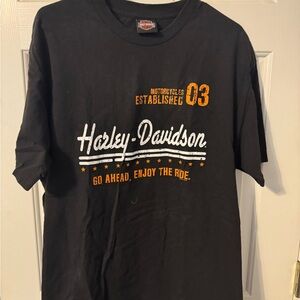 MOTORCYCLES
ESTABLISHED 03
Harley-Davidson
GO AHEAD, ENJOY THE RIDE.